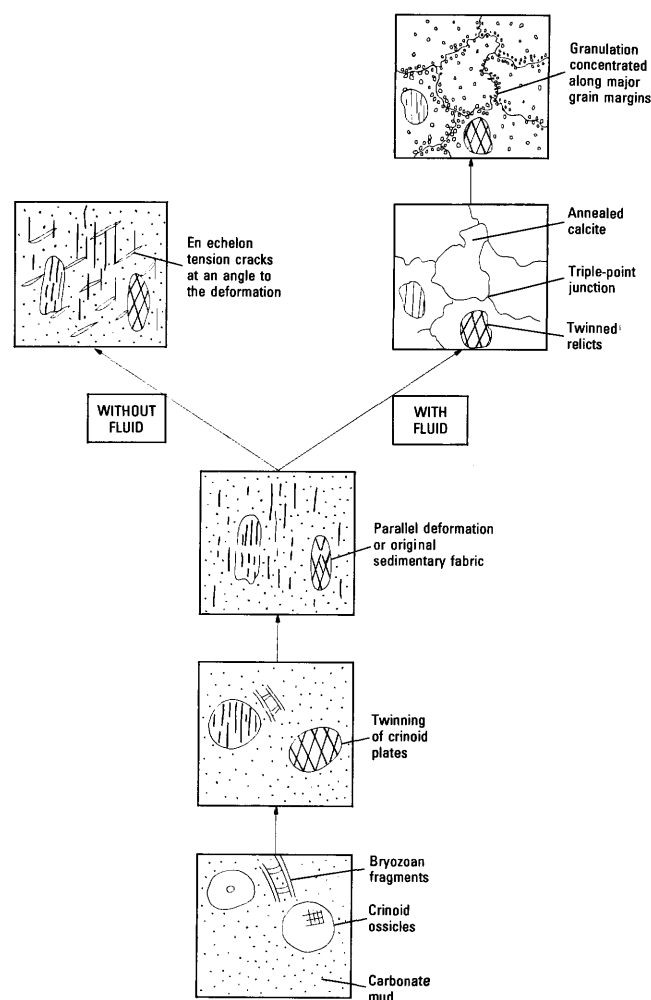 Granulation
concentrated
along major
grain margins
Annealed
calcite
Triple-point
junction
Twinned
relicts
En echelon
tension cracks
at an angle to
the deformation
WITHOUT
FLUID
WITH
FLUID
Parallel deformation
or original
sedimentary fabric
Twinning
of crinoid
plates
Bryozoan
fragments
Crinoid
ossicles
Carbonate
mud